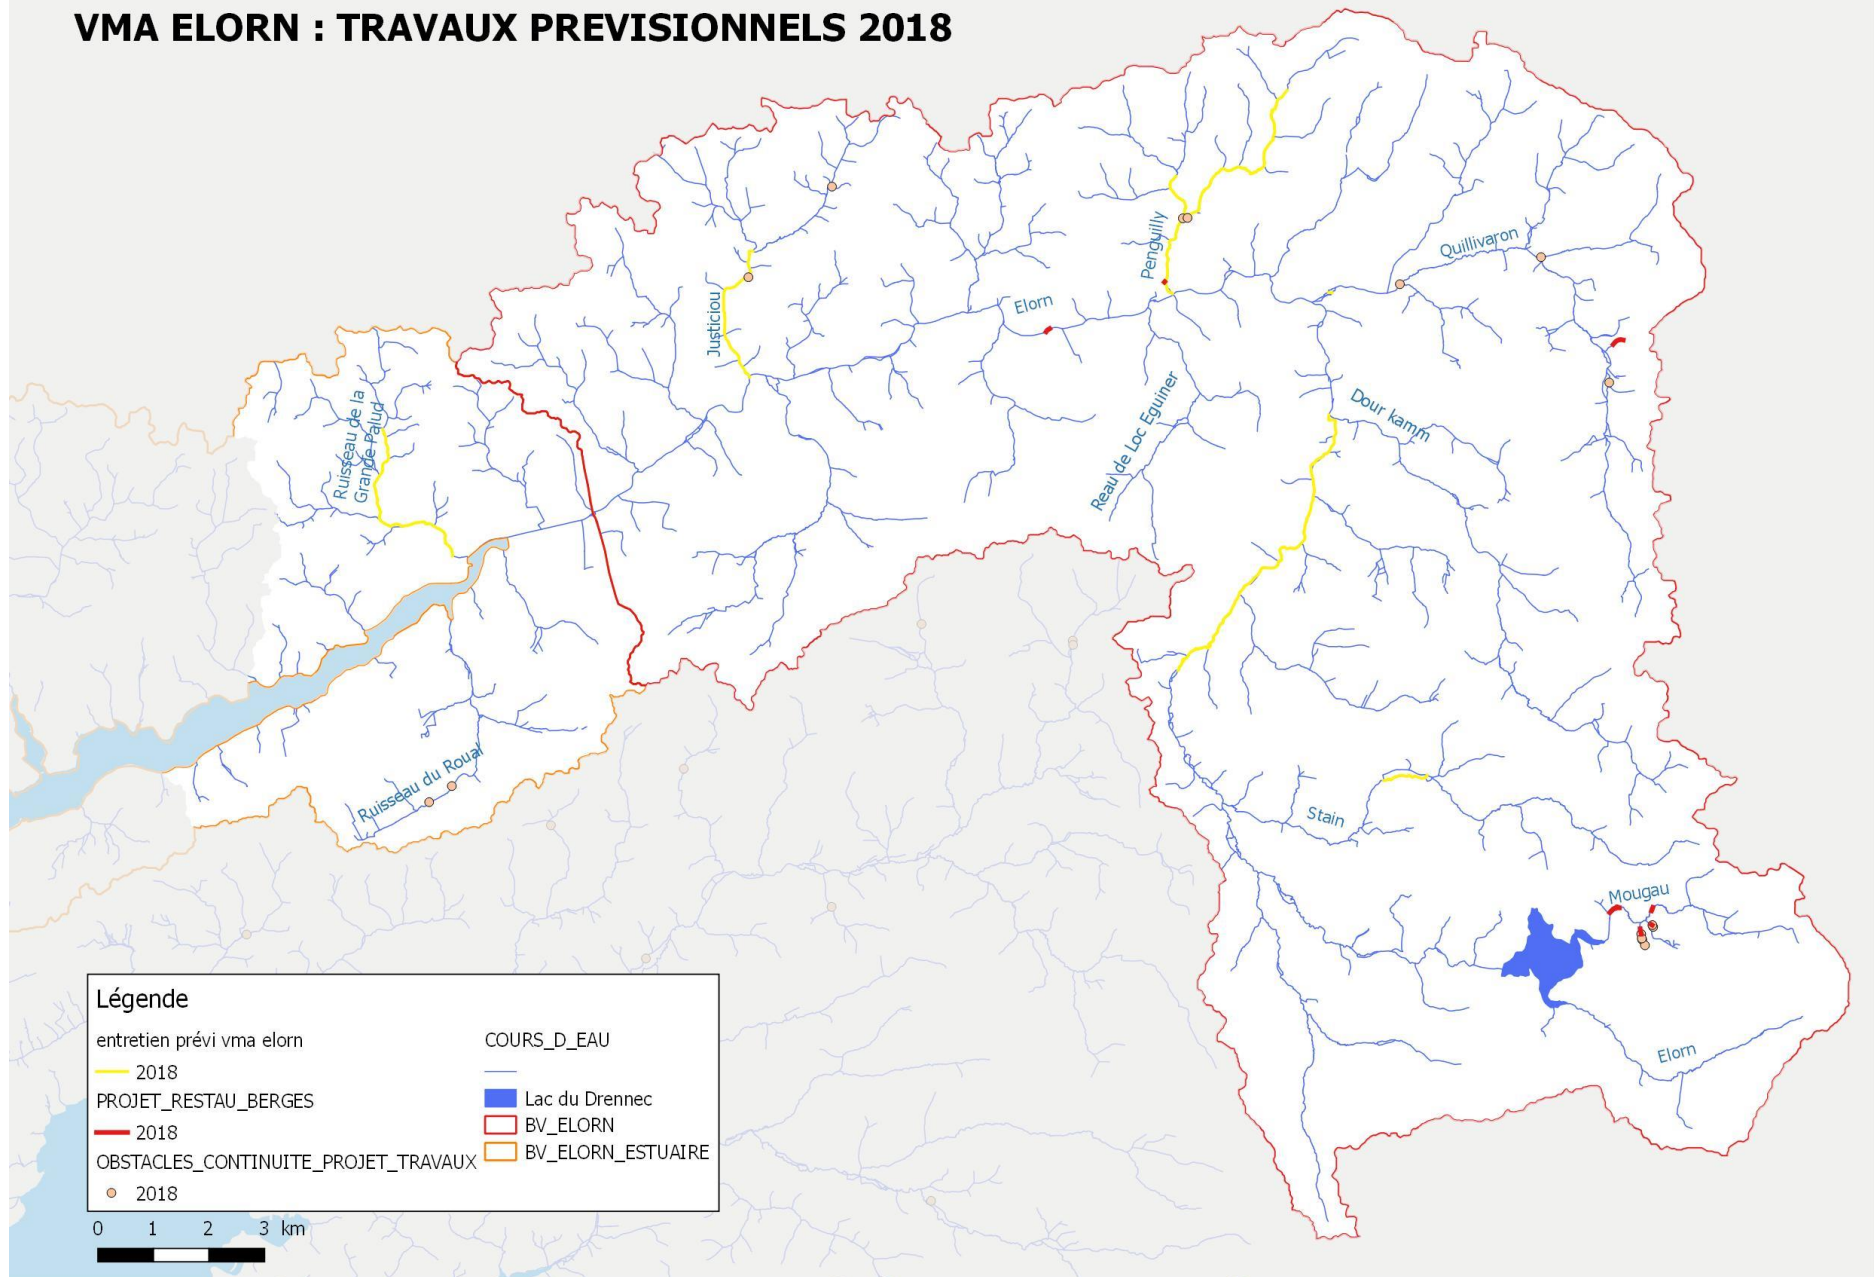 VMA ELORN : TRAVAUX PREVISIONNELS 2018
Quillivaron
Penguilly
Elorn
Justiciou
Ruisseau de la
Grande Palud
Reau de Loc Eguiner
Dour kamm
Ruisseau du Roual
Stain
Mougau
Elorn
Légende
entretien prévi vma elorn
2018
PROJET_RESTAU_BERGES
2018
OBSTACLES_CONTINUITE_PROJET_TRAVAUX
2018
COURS_D_EAU
Lac du Drennec
BV_ELORN
BV_ELORN_ESTUAIRE
0 1 2 3 km